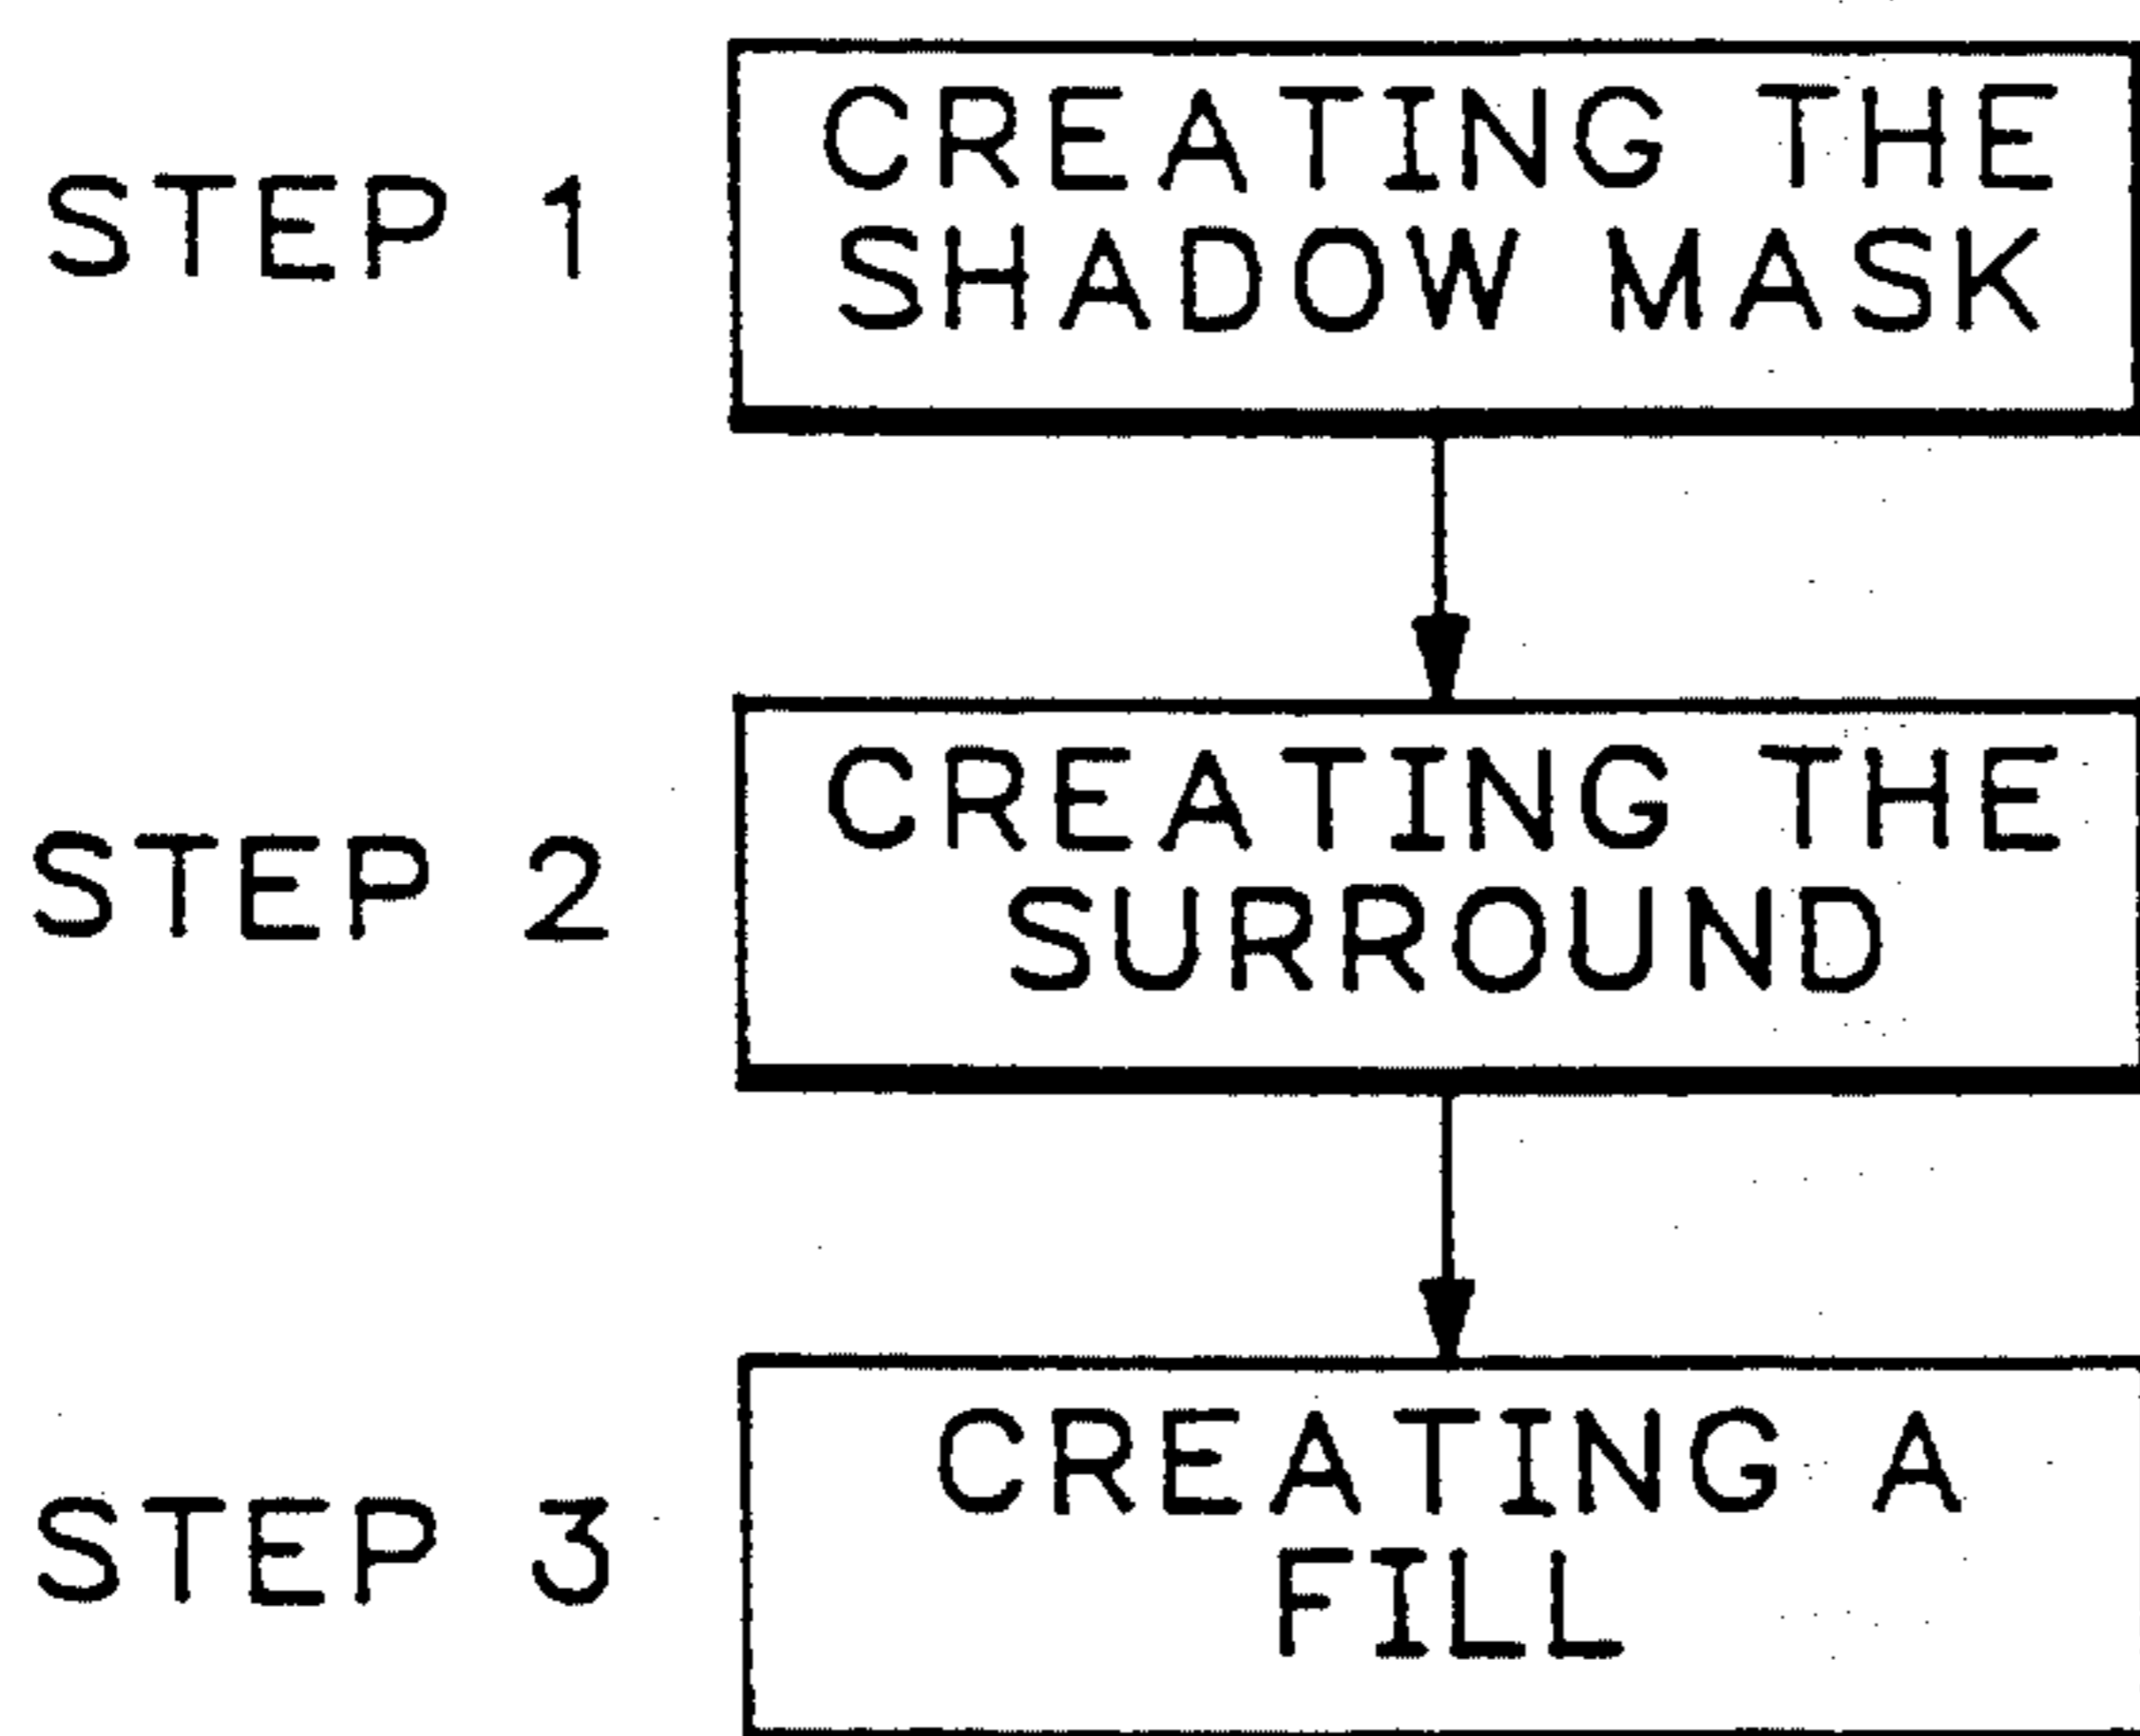 STEP 1
CREATING THE
SHADOW MASK
STEP 2
CREATING THE
SURROUND
STEP 3
CREATING A
FILL